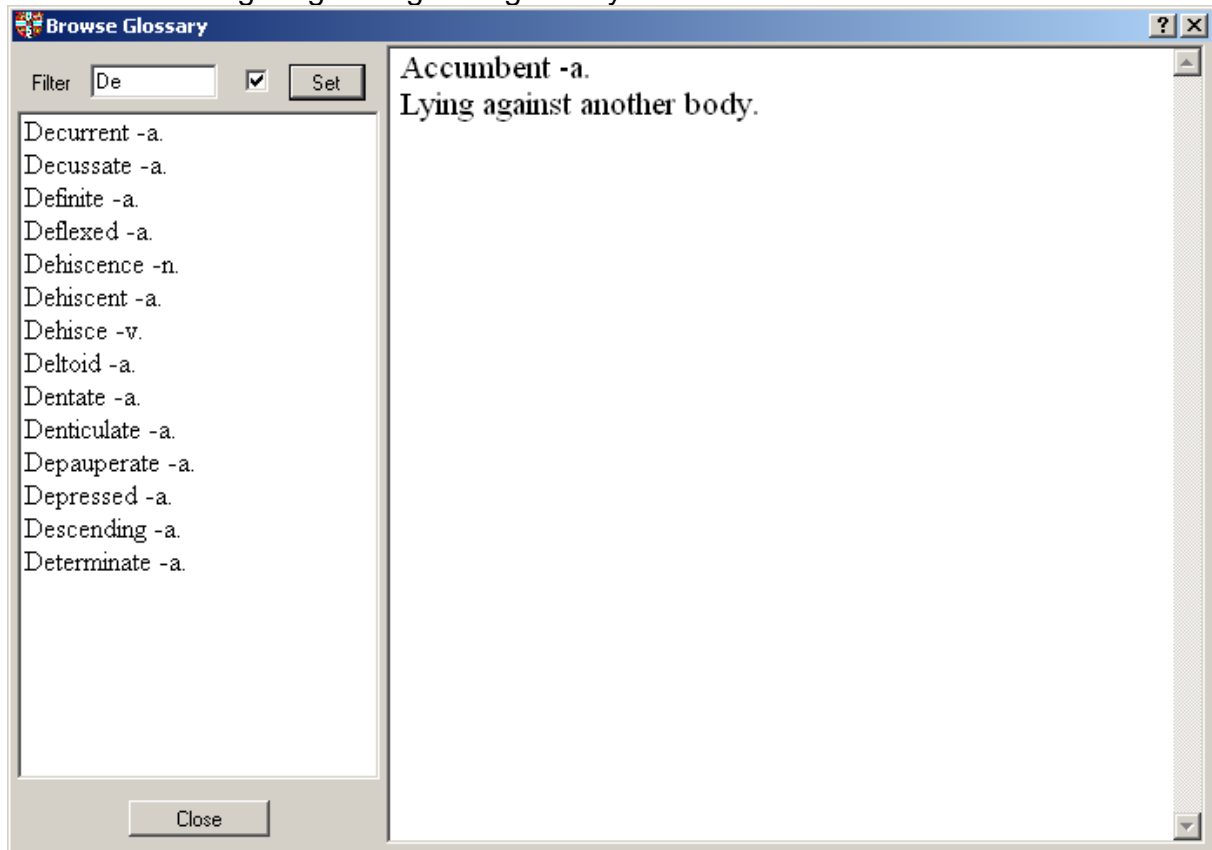 Browse Glossary
Filter De Set
Decurrent -a.
Decussate -a.
Definite -a.
Deflexed -a.
Dehiscence -n.
Dehiscent -a.
Dehisce -v.
Deltoid -a.
Dentate -a.
Denticulate -a.
Depauperate -a.
Depressed -a.
Descending -a.
Determinate -a.
Close
Accumbent -a.
Lying against another body.